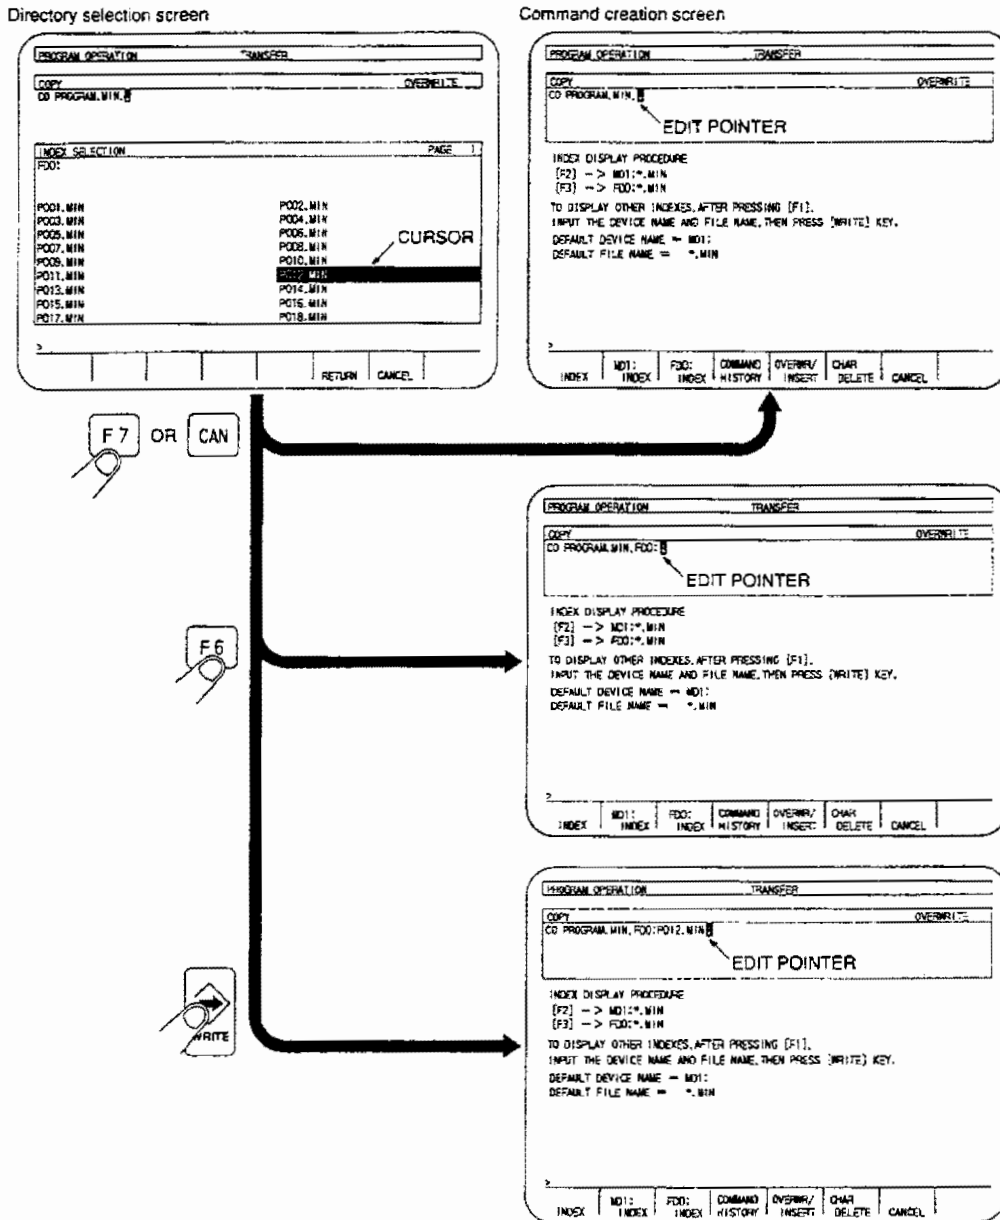 Directory selection screen
Command creation screen
PROGRAM OPERATION TRANSFER
COPY OVERWRITE
CO PROGRAM.MIN,
INDEX SELECTION PAGE 1
FD0:
P001.MIN P002.MIN
P003.MIN P004.MIN
P005.MIN P006.MIN
P007.MIN P008.MIN
P009.MIN P010.MIN
P011.MIN P012.MIN
P013.MIN P014.MIN
P015.MIN P016.MIN
P017.MIN P018.MIN
CURSOR
>
RETURN CANCEL
PROGRAM OPERATION TRANSFER
COPY OVERWRITE
CO PROGRAM.MIN,
EDIT POINTER
INDEX DISPLAY PROCEDURE
[F2] -> MD1:*.MIN
[F3] -> FD0:*.MIN
TO DISPLAY OTHER INDEXES,AFTER PRESSING [F1],
INPUT THE DEVICE NAME AND FILE NAME,THEN PRESS [WRITE] KEY.
DEFAULT DEVICE NAME = MD1:
DEFAULT FILE NAME = *.MIN
>
INDEX MD1: INDEX FD0: INDEX COMMAND HISTORY OVERWR/ INSERT CHAR DELETE CANCEL
F 7 OR CAN
PROGRAM OPERATION TRANSFER
COPY OVERWRITE
CO PROGRAM.MIN,FD0:
EDIT POINTER
INDEX DISPLAY PROCEDURE
[F2] -> MD1:*.MIN
[F3] -> FD0:*.MIN
TO DISPLAY OTHER INDEXES,AFTER PRESSING [F1],
INPUT THE DEVICE NAME AND FILE NAME,THEN PRESS [WRITE] KEY.
DEFAULT DEVICE NAME = MD1:
DEFAULT FILE NAME = *.MIN
>
INDEX MD1: INDEX FD0: INDEX COMMAND HISTORY OVERWR/ INSERT CHAR DELETE CANCEL
F 6
PROGRAM OPERATION TRANSFER
COPY OVERWRITE
CO PROGRAM.MIN,FD0:P012.MIN
EDIT POINTER
INDEX DISPLAY PROCEDURE
[F2] -> MD1:*.MIN
[F3] -> FD0:*.MIN
TO DISPLAY OTHER INDEXES,AFTER PRESSING [F1],
INPUT THE DEVICE NAME AND FILE NAME,THEN PRESS [WRITE] KEY.
DEFAULT DEVICE NAME = MD1:
DEFAULT FILE NAME = *.MIN
>
INDEX MD1: INDEX FD0: INDEX COMMAND HISTORY OVERWR/ INSERT CHAR DELETE CANCEL
WRITE